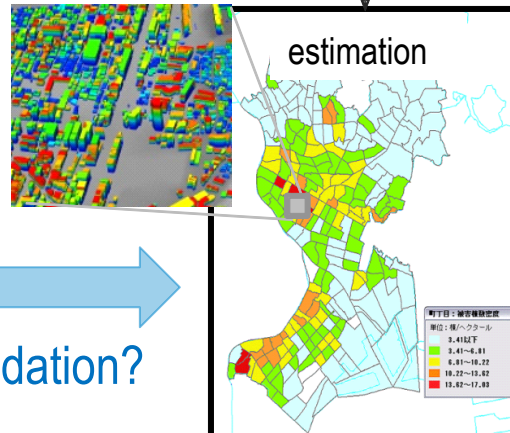 estimation
dation?
町丁目:被害棟数密度
単位:棟/ヘクタール
3.41以下
3.41~6.81
6.81~10.22
10.22~13.62
13.62~17.03